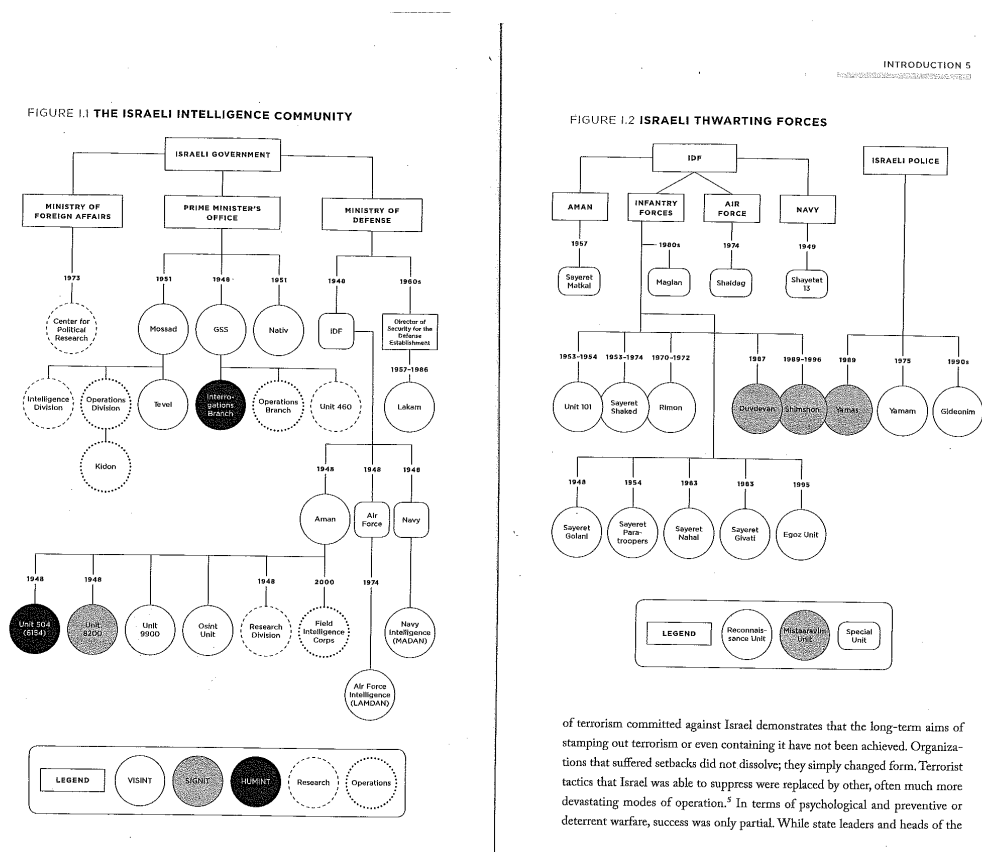 FIGURE I.1 THE ISRAELI INTELLIGENCE COMMUNITY
ISRAELI GOVERNMENT
MINISTRY OF
FOREIGN AFFAIRS
PRIME MINISTER'S
OFFICE
MINISTRY OF
DEFENSE
1973
1951
1948
1951
1948
1960s
Center for
Political
Research
Mossad
GSS
Nativ
IDF
Director of
Security for the
Defense
Establishment
1957–1986
Intelligence
Division
Operations
Division
Tevel
Interro-
gations
Branch
Operations
Branch
Unit 460
Lakam
Kidon
1948
1948
1948
Aman
Air
Force
Navy
1948
1948
1948
2000
1974
Unit 504
(6154)
Unit
8200
Unit
9900
Osint
Unit
Research
Division
Field
Intelligence
Corps
Navy
Intelligence
(MADAN)
Air Force
Intelligence
(LAMDAN)
LEGEND
VISINT
SIGNIT
HUMINT
Research
Operations
INTRODUCTION 5
FIGURE I.2 ISRAELI THWARTING FORCES
IDF
ISRAELI POLICE
AMAN
INFANTRY
FORCES
AIR
FORCE
NAVY
1957
1980s
1974
1949
Sayeret
Matkal
Maglan
Shaldag
Shayetet
13
1953–1954
1953–1974
1970–1972
1987
1989–1996
1989
1975
1990s
Unit 101
Sayeret
Shaked
Rimon
Duvdevan
Shimshon
Yamas
Yamam
Gideonim
1948
1954
1983
1983
1995
Sayeret
Golani
Sayeret
Para-
troopers
Sayeret
Nahal
Sayeret
Givati
Egoz Unit
LEGEND
Reconnais-
sance Unit
Mistaaravim
Unit
Special
Unit
of terrorism committed against Israel demonstrates that the long-term aims of
stamping out terrorism or even containing it have not been achieved. Organiza-
tions that suffered setbacks did not dissolve; they simply changed form. Terrorist
tactics that Israel was able to suppress were replaced by other, often much more
devastating modes of operation.⁵ In terms of psychological and preventive or
deterrent warfare, success was only partial. While state leaders and heads of the